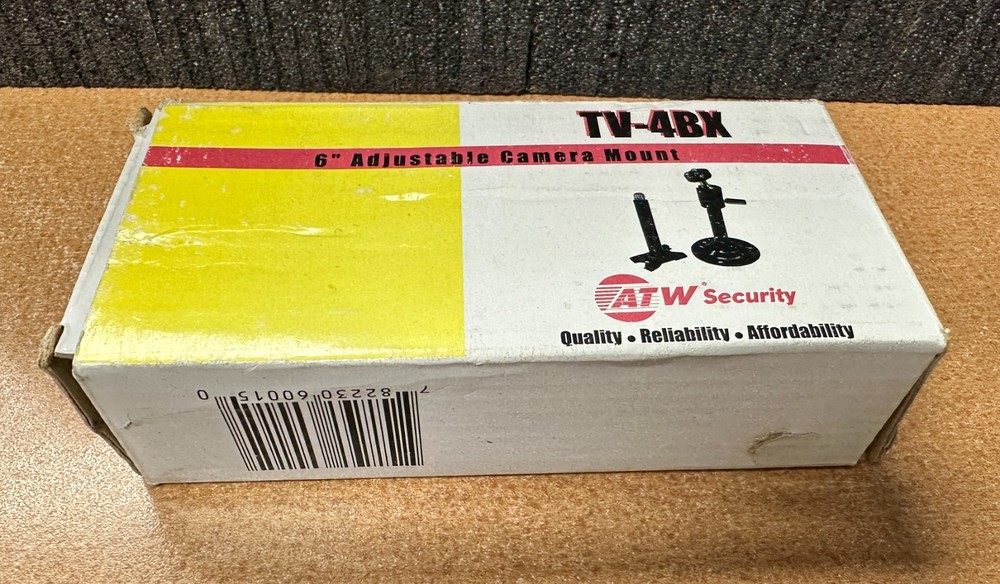 TV-4BX
6" Adjustable Camera Mount
ATW® Security
Quality • Reliability • Affordability
7 82230 60015 0